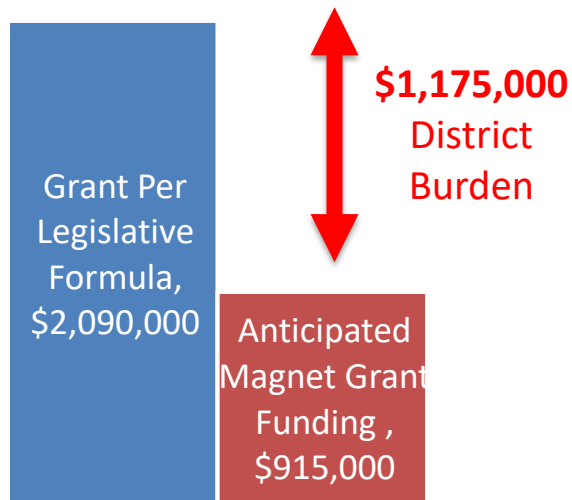 Grant Per
Legislative
Formula,
$2,090,000
$1,175,000
District
Burden
Anticipated
Magnet Grant
Funding ,
$915,000